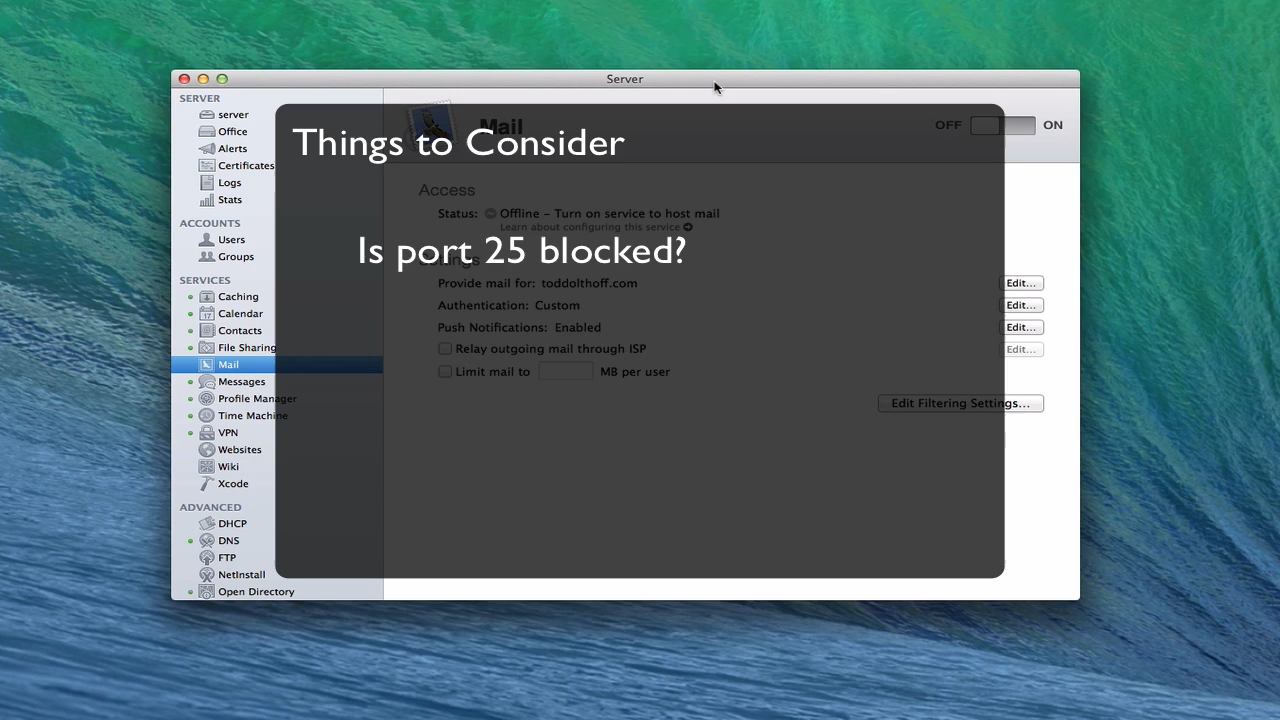 Server
SERVER
server
Office
Alerts
Certificates
Logs
Stats
ACCOUNTS
Users
Groups
SERVICES
Caching
Calendar
Contacts
File Sharing
Mail
Messages
Profile Manager
Time Machine
VPN
Websites
Wiki
Xcode
ADVANCED
DHCP
DNS
FTP
NetInstall
Open Directory
Mail
OFF ON
Things to Consider
Access
Status: Offline – Turn on service to host mail
Learn about configuring this service
Is port 25 blocked?
Provide mail for: toddolthoff.com Edit...
Authentication: Custom Edit...
Push Notifications: Enabled Edit...
Relay outgoing mail through ISP Edit...
Limit mail to MB per user
Edit Filtering Settings...